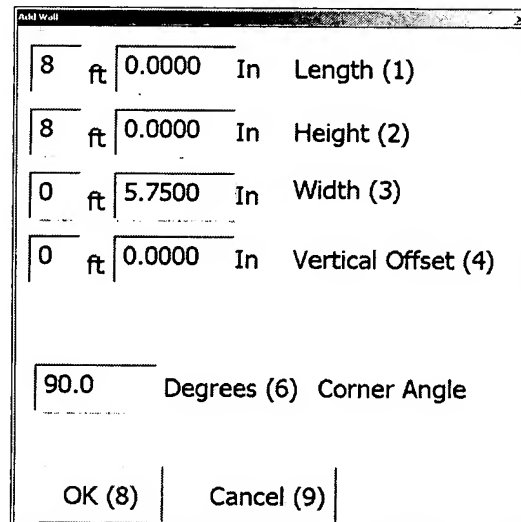 Add Wall x
8 ft 0.0000 In Length (1)
8 ft 0.0000 In Height (2)
0 ft 5.7500 In Width (3)
0 ft 0.0000 In Vertical Offset (4)
90.0 Degrees (6) Corner Angle
OK (8) Cancel (9)